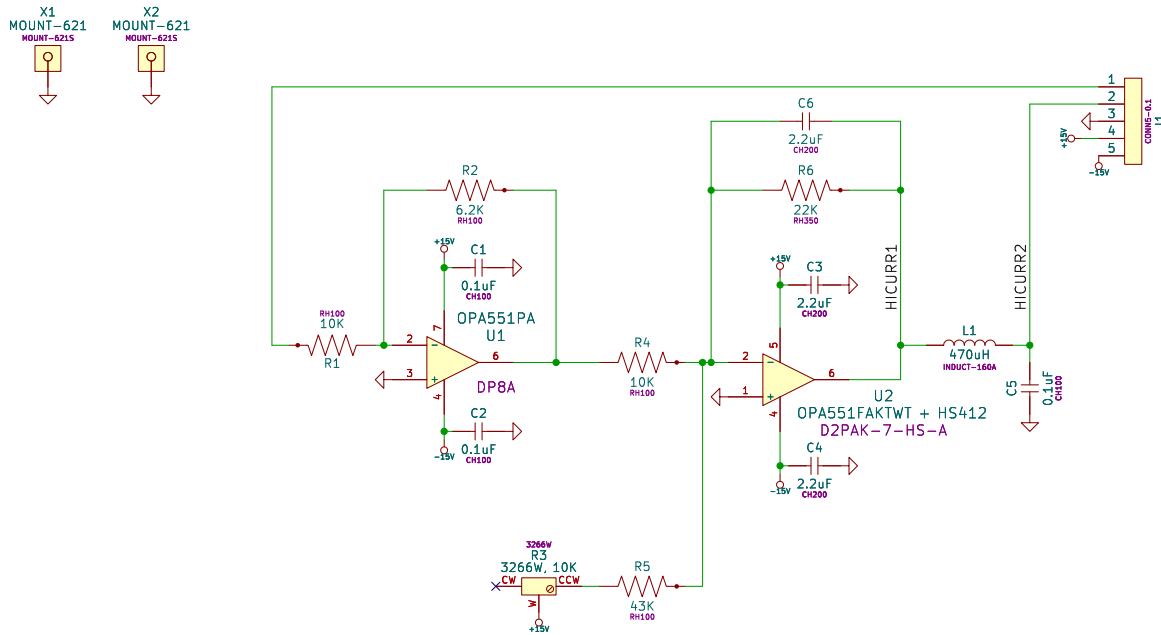 X1
MOUNT-621
MOUNT-621S
X2
MOUNT-621
MOUNT-621S
1
2
3
4
5
+15V
-15V
CONN5-0.1
C6
2.2uF
CH200
R6
22K
RH350
R2
6.2K
RH100
+15V
C1
0.1uF
CH100
OPA551PA
U1
RH100
10K
R1
2
3
7
4
6
DP8A
C2
0.1uF
CH100
-15V
R4
10K
RH100
+15V
C3
2.2uF
CH200
2
1
5
4
6
U2
OPA551FAKTWT + HS412
D2PAK-7-HS-A
C4
2.2uF
CH200
-15V
HICURR1
HICURR2
L1
470uH
INDUCT-160A
C5
0.1uF
CH100
3266W
R3
3266W, 10K
CW
CCW
W
+15V
R5
43K
RH100